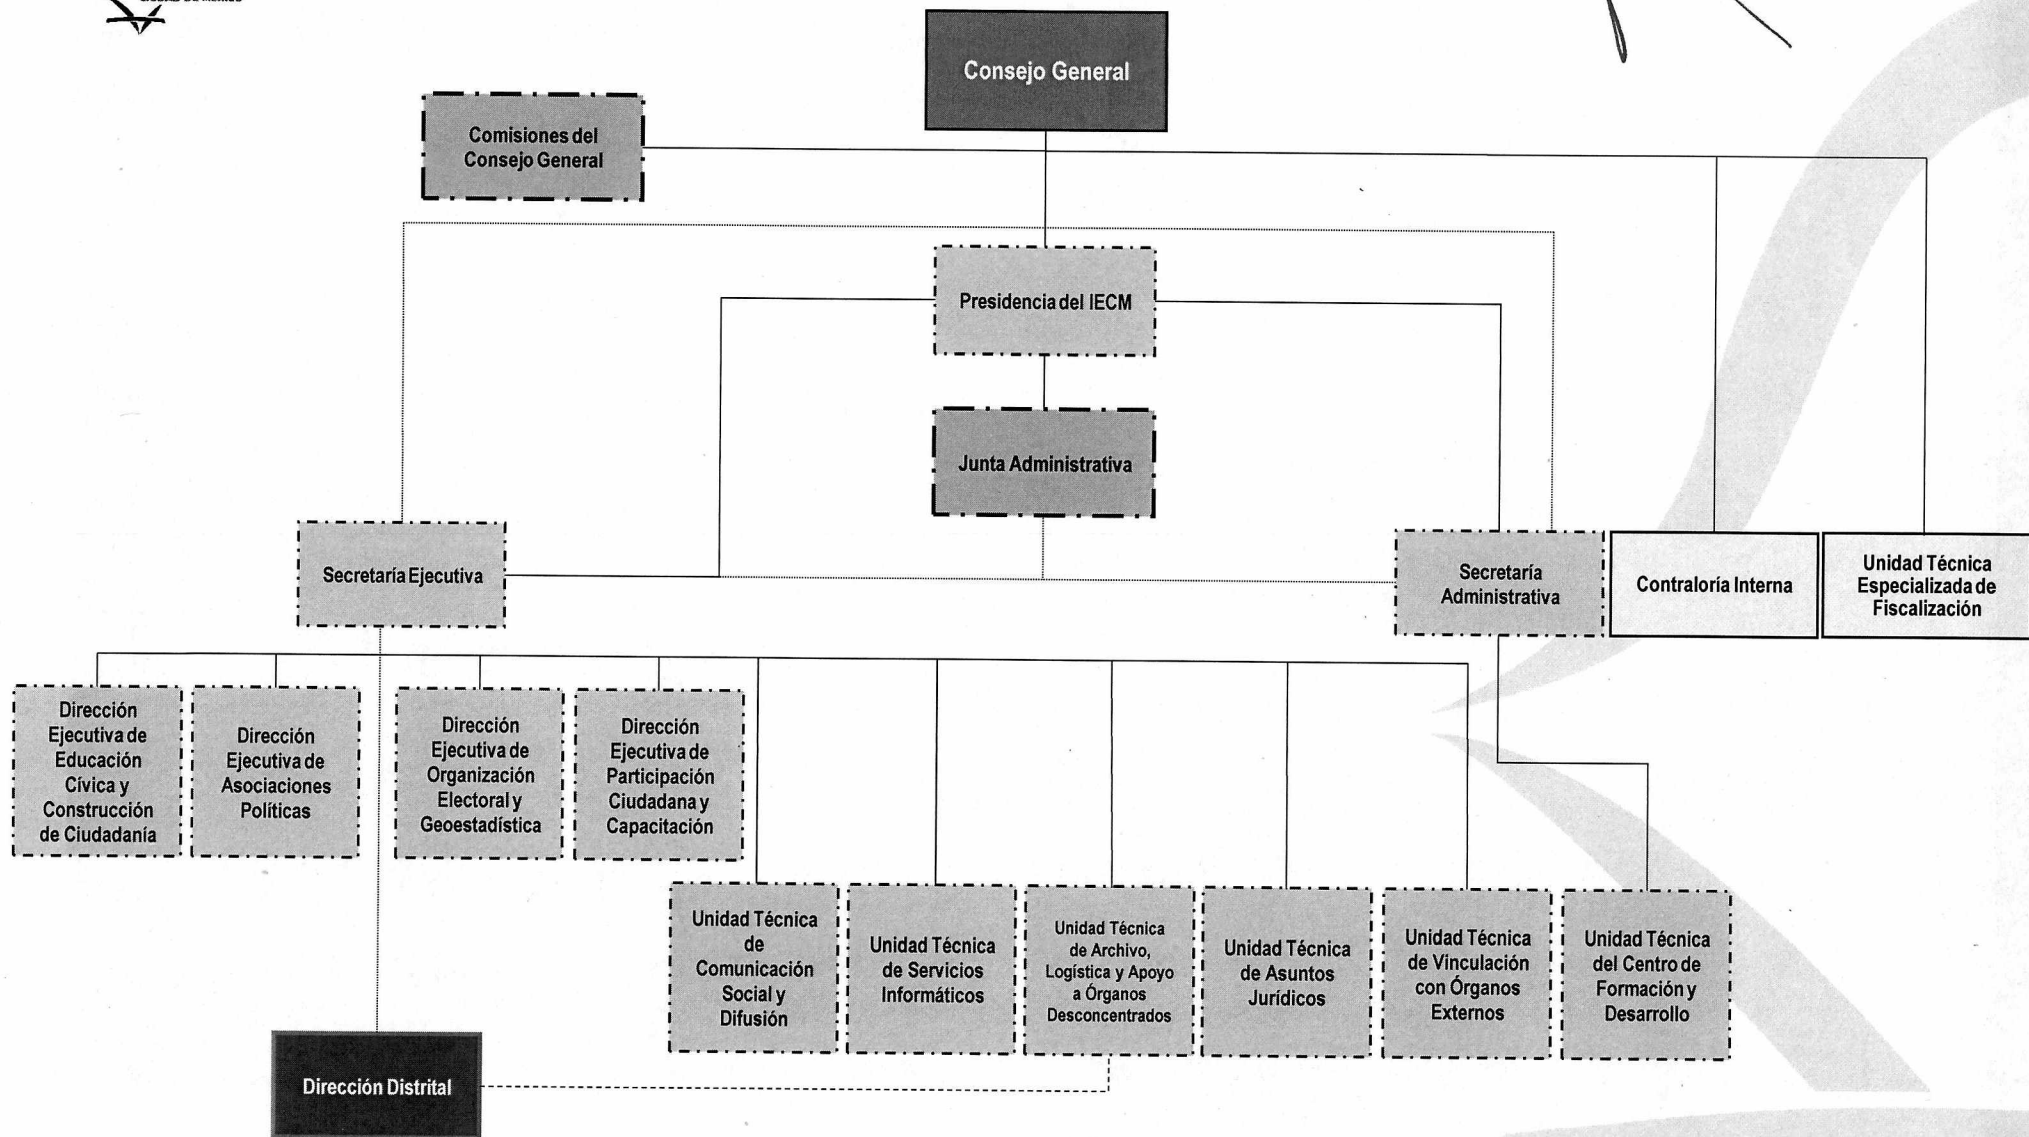 CIUDAD DE MÉXICO
Consejo General
Comisiones del
Consejo General
Presidencia del IECM
Junta Administrativa
Secretaría Ejecutiva
Secretaría
Administrativa
Contraloría Interna
Unidad Técnica
Especializada de
Fiscalización
Dirección
Ejecutiva de
Educación
Cívica y
Construcción
de Ciudadanía
Dirección
Ejecutiva de
Asociaciones
Políticas
Dirección
Ejecutiva de
Organización
Electoral y
Geoestadística
Dirección
Ejecutiva de
Participación
Ciudadana y
Capacitación
Unidad Técnica
de
Comunicación
Social y
Difusión
Unidad Técnica
de Servicios
Informáticos
Unidad Técnica
de Archivo,
Logística y Apoyo
a Órganos
Desconcentrados
Unidad Técnica
de Asuntos
Jurídicos
Unidad Técnica
de Vinculación
con Órganos
Externos
Unidad Técnica
del Centro de
Formación y
Desarrollo
Dirección Distrital